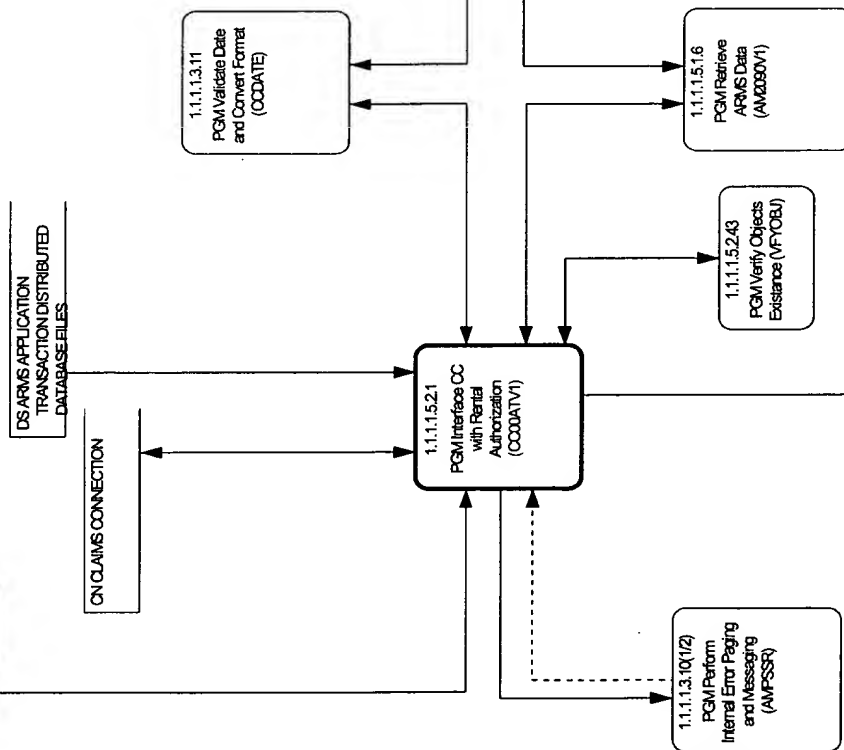 DS ARMS APPLICATION
TRANSACTION DISTRIBUTED
DATABASE FILES
CN CLAIMS CONNECTION
1.1.1.1.3.11
PGM Validate Date
and Convert Format
(CCDATE)
1.1.1.1.5.2.1
PGM Interface CC
with Rental
Authorization
(CC00ATV1)
1.1.1.1.5.1.6
PGM Retrieve
ARMS Data
(AM2090V1)
1.1.1.1.5.2.43
PGM Verify Objects
Existance (VFYOBJ)
1.1.1.1.3.10(1/2)
PGM Perform
Internal Error Paging
and Messaging
(AMPSSR)